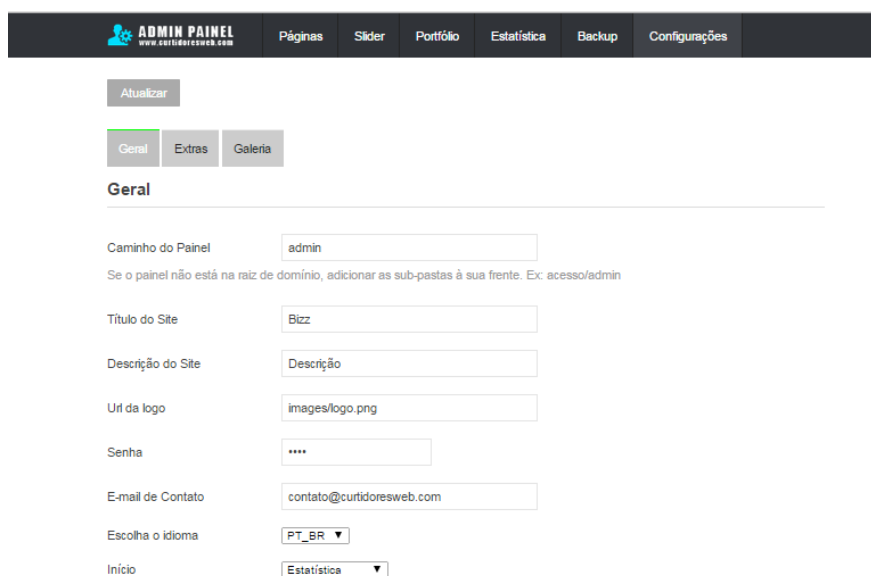 ADMIN PAINEL
www.curtidoresweb.com
Páginas Slider Portfólio Estatística Backup Configurações
Atualizar
Geral Extras Galeria
Geral
Caminho do Painel admin
Se o painel não está na raiz de domínio, adicionar as sub-pastas à sua frente. Ex: acesso/admin
Título do Site Bizz
Descrição do Site Descrição
Url da logo images/logo.png
Senha ••••
E-mail de Contato contato@curtidoresweb.com
Escolha o idioma PT_BR
Início Estatística